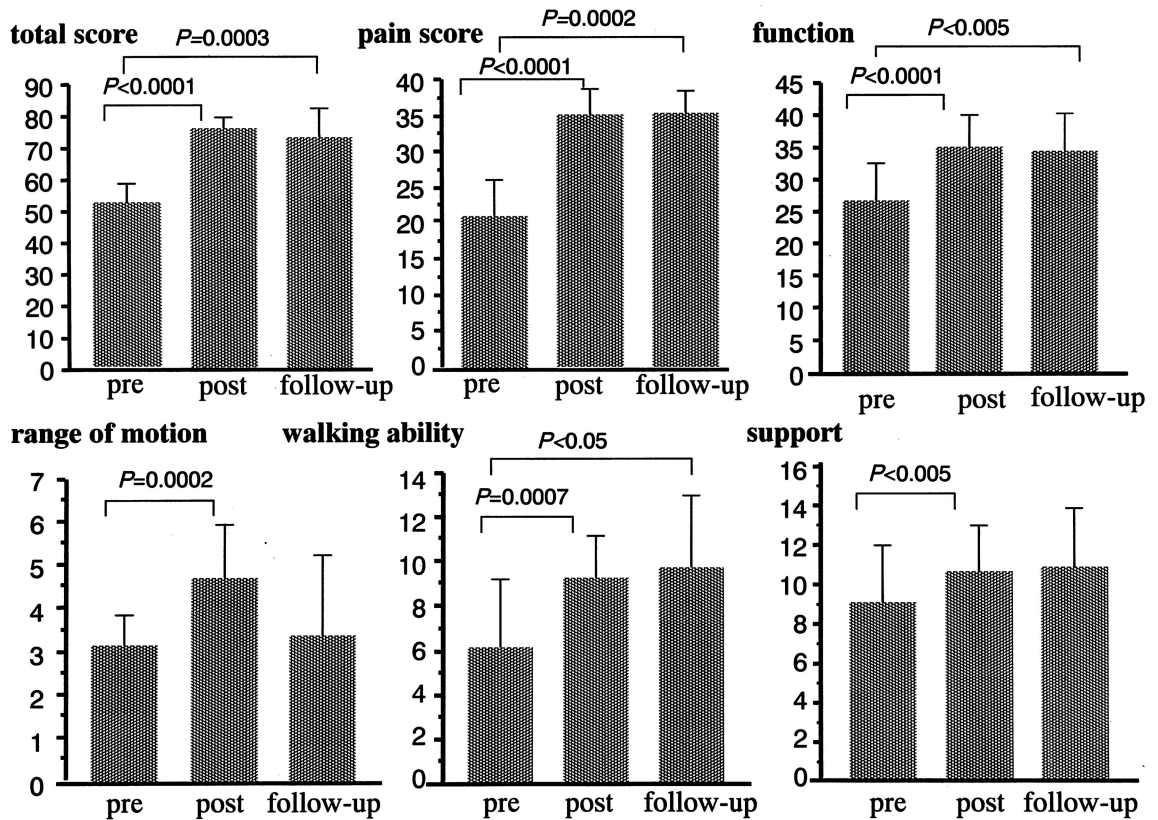 total score
P=0.0003
P<0.0001
90
80
70
60
50
40
30
20
10
0
pre post follow-up
pain score
P=0.0002
P<0.0001
40
35
30
25
20
15
10
5
0
pre post follow-up
function
P<0.005
P<0.0001
45
40
35
30
25
20
15
10
5
0
pre post follow-up
range of motion
P=0.0002
7
6
5
4
3
2
1
0
pre post follow-up
walking ability
P<0.05
P=0.0007
14
12
10
8
6
4
2
0
pre post follow-up
support
P<0.005
16
14
12
10
8
6
4
2
0
pre post follow-up